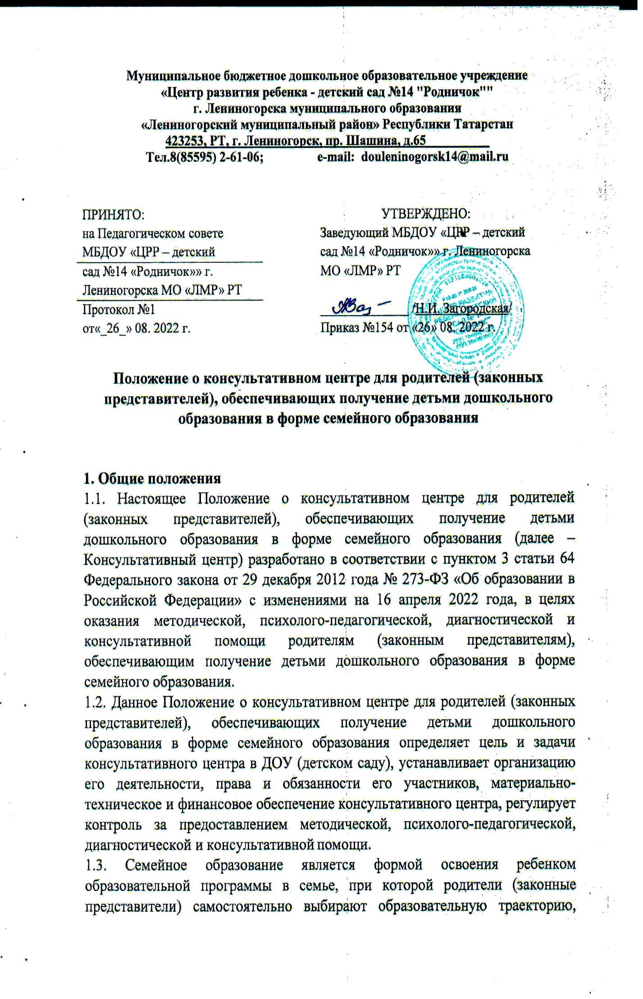 Муниципальное бюджетное дошкольное образовательное учреждение
«Центр развития ребенка - детский сад №14 "Родничок""
г. Лениногорска муниципального образования
«Лениногорский муниципальный район» Республики Татарстан
423253, РТ, г. Лениногорск, пр. Шашина, д.65
Тел.8(85595) 2-61-06; e-mail: douleninogorsk14@mail.ru
ПРИНЯТО:
на Педагогическом совете
МБДОУ «ЦРР – детский
сад №14 «Родничок»» г.
Лениногорска МО «ЛМР» РТ
Протокол №1
от«_26_» 08. 2022 г.
УТВЕРЖДЕНО:
Заведующий МБДОУ «ЦРР – детский
сад №14 «Родничок»» г. Лениногорска
МО «ЛМР» РТ
/Н.И. Загородская/
Приказ №154 от «26» 08. 2022 г.
Положение о консультативном центре для родителей (законных
представителей), обеспечивающих получение детьми дошкольного
образования в форме семейного образования
1. Общие положения
1.1. Настоящее Положение о консультативном центре для родителей
(законных представителей), обеспечивающих получение детьми
дошкольного образования в форме семейного образования (далее –
Консультативный центр) разработано в соответствии с пунктом 3 статьи 64
Федерального закона от 29 декабря 2012 года № 273-ФЗ «Об образовании в
Российской Федерации» с изменениями на 16 апреля 2022 года, в целях
оказания методической, психолого-педагогической, диагностической и
консультативной помощи родителям (законным представителям),
обеспечивающим получение детьми дошкольного образования в форме
семейного образования.
1.2. Данное Положение о консультативном центре для родителей (законных
представителей), обеспечивающих получение детьми дошкольного
образования в форме семейного образования определяет цель и задачи
консультативного центра в ДОУ (детском саду), устанавливает организацию
его деятельности, права и обязанности его участников, материально-
техническое и финансовое обеспечение консультативного центра, регулирует
контроль за предоставлением методической, психолого-педагогической,
диагностической и консультативной помощи.
1.3. Семейное образование является формой освоения ребенком
образовательной программы в семье, при которой родители (законные
представители) самостоятельно выбирают образовательную траекторию,